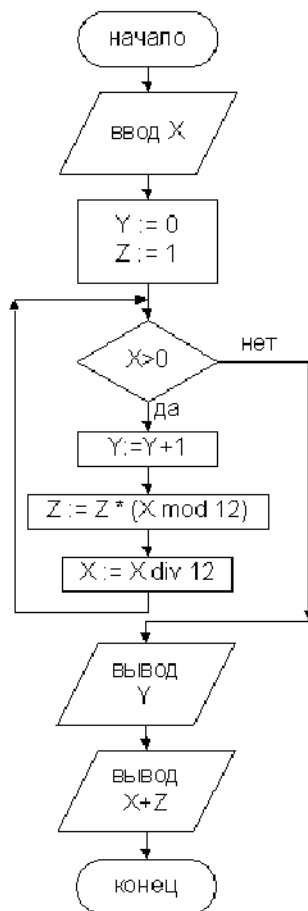 начало
ввод X
Y := 0
Z := 1
X>0
нет
да
Y:=Y+1
Z := Z * (X mod 12)
X := X div 12
вывод
Y
вывод
X+Z
конец